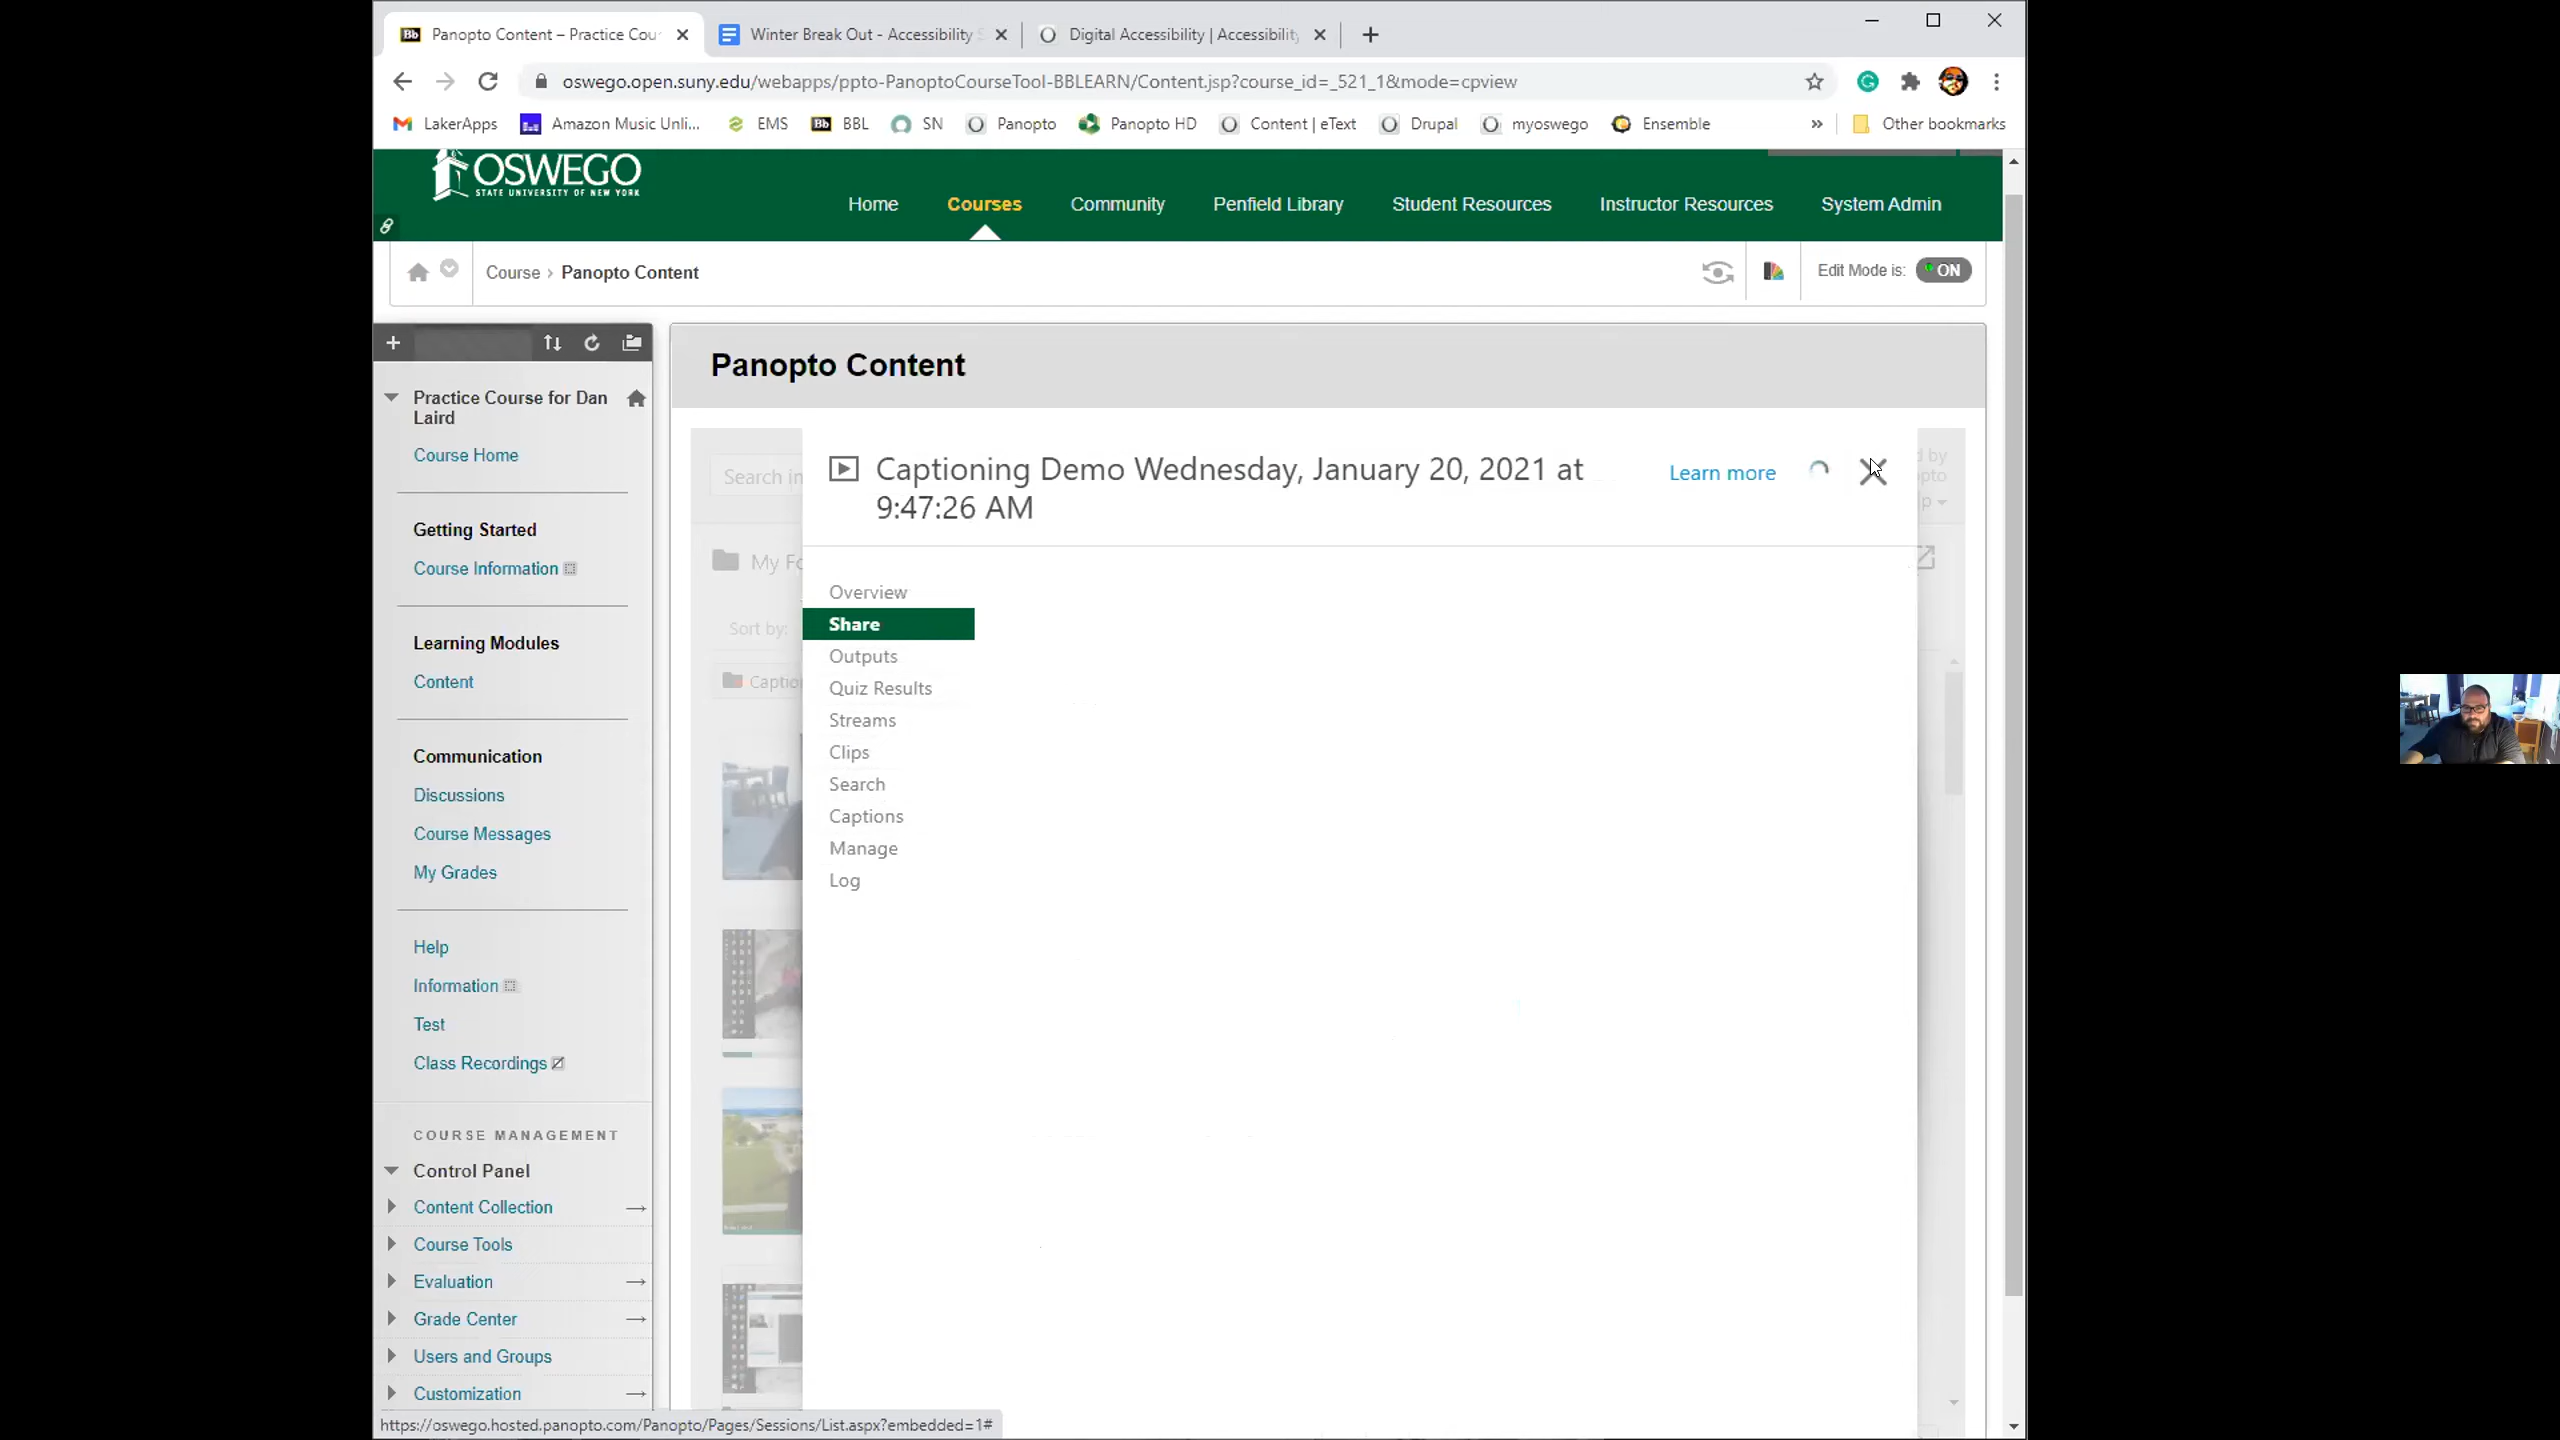 Panopto Content – Practice Cou
Winter Break Out - Accessibility S
Digital Accessibility | Accessibility
oswego.open.suny.edu/webapps/ppto-PanoptoCourseTool-BBLEARN/Content.jsp?course_id=_521_1&mode=cpview
LakerApps
Amazon Music Unli...
EMS
Bb BBL
SN
Panopto
Panopto HD
Content | eText
Drupal
myoswego
Ensemble
»
Other bookmarks
OSWEGO
STATE UNIVERSITY OF NEW YORK
Home
Courses
Community
Penfield Library
Student Resources
Instructor Resources
System Admin
Course › Panopto Content
Edit Mode is: ON
Practice Course for Dan
Laird
Course Home
Getting Started
Course Information
Learning Modules
Content
Communication
Discussions
Course Messages
My Grades
Help
Information
Test
Class Recordings
COURSE MANAGEMENT
Control Panel
Content Collection
Course Tools
Evaluation
Grade Center
Users and Groups
Customization
Panopto Content
Search in
My Fo
Sort by:
Captio
Captioning Demo Wednesday, January 20, 2021 at
9:47:26 AM
Learn more
Overview
Share
Outputs
Quiz Results
Streams
Clips
Search
Captions
Manage
Log
https://oswego.hosted.panopto.com/Panopto/Pages/Sessions/List.aspx?embedded=1#